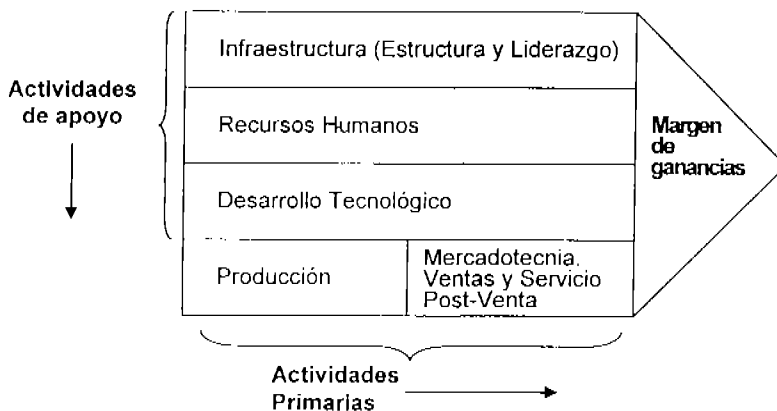 Infraestructura (Estructura y Liderazgo)
Actividades
de apoyo
Recursos Humanos
Margen
de
ganancias
Desarrollo Tecnológico
Producción
Mercadotecnia.
Ventas y Servicio
Post-Venta
Actividades
Primarias